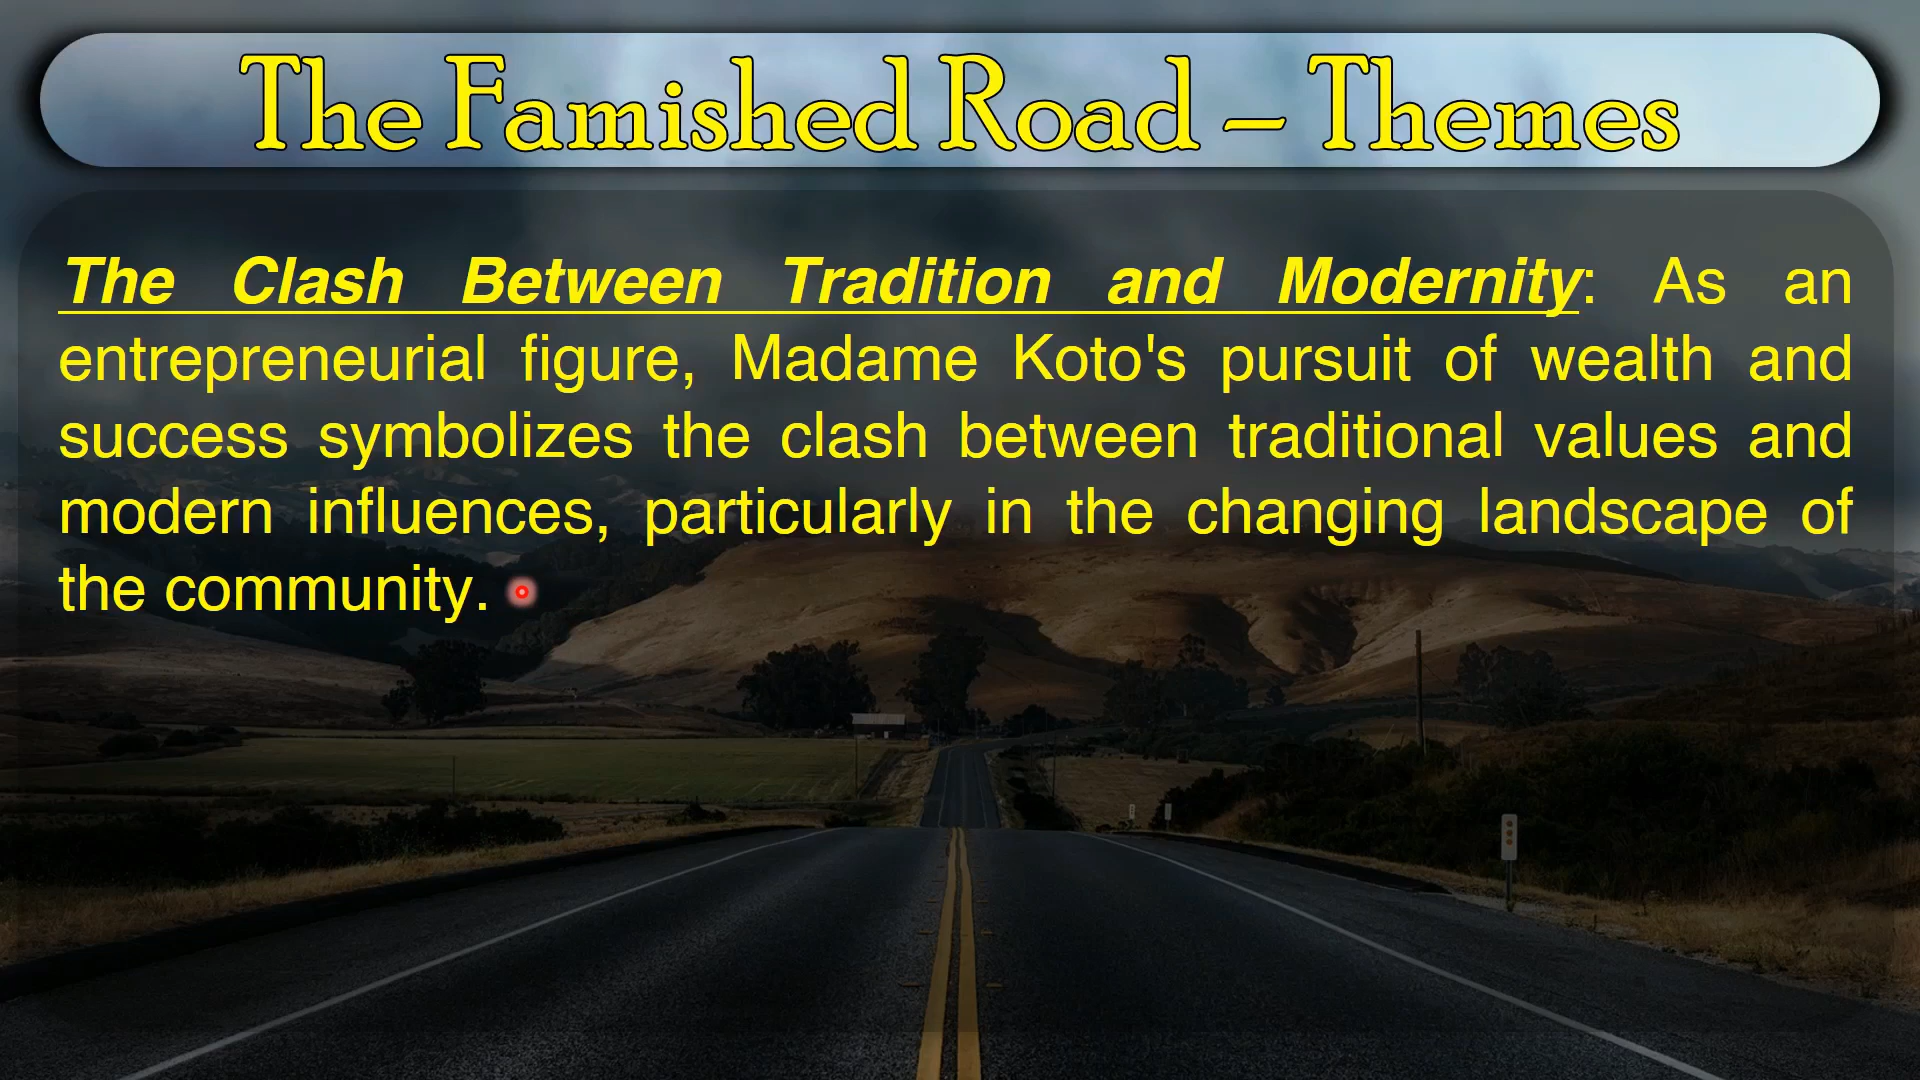 The Famished Road – Themes
The Clash Between Tradition and Modernity: As an
entrepreneurial figure, Madame Koto's pursuit of wealth and
success symbolizes the clash between traditional values and
modern influences, particularly in the changing landscape of
the community.